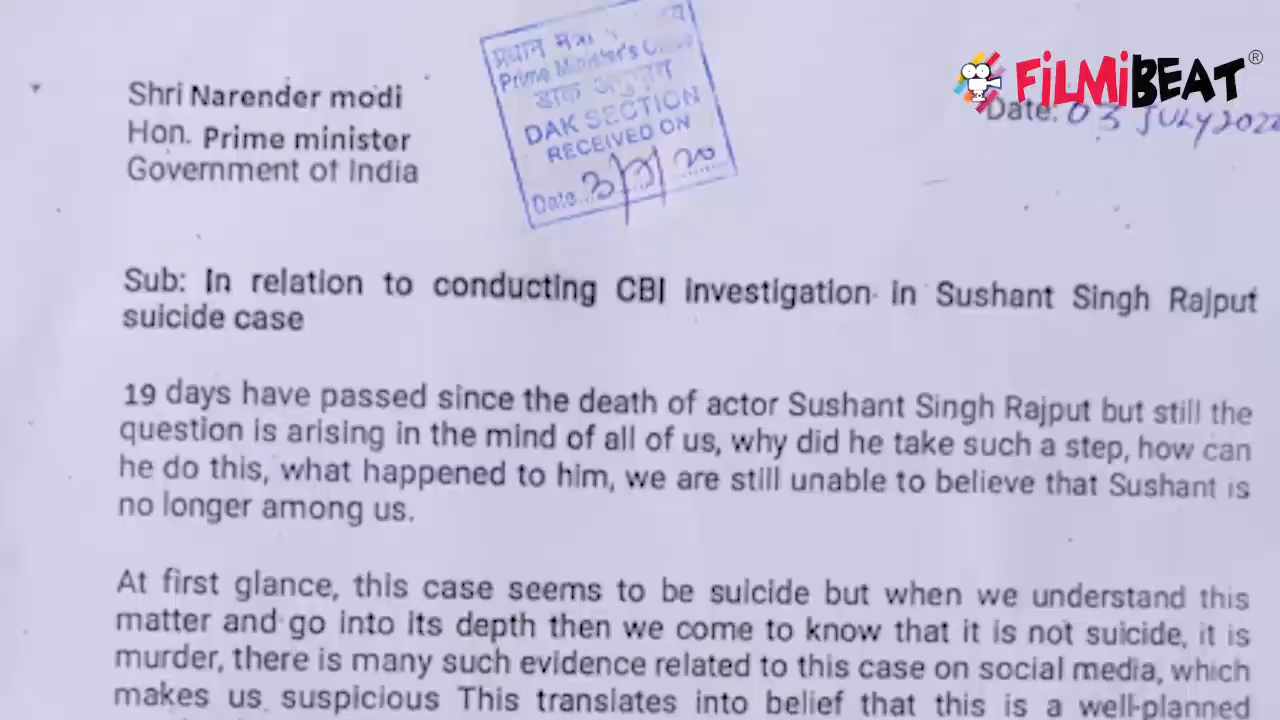 FILMIBEAT®
Prime Minister's
DAK SECTION
RECEIVED ON
Date 3/7/20
Shri Narender modi
Hon. Prime minister
Government of India
Date: 03 JULY 202
Sub: In relation to conducting CBI investigation in Sushant Singh Rajput
suicide case
19 days have passed since the death of actor Sushant Singh Rajput but still the
question is arising in the mind of all of us, why did he take such a step, how can
he do this, what happened to him, we are still unable to believe that Sushant is
no longer among us.
At first glance, this case seems to be suicide but when we understand this
matter and go into its depth then we come to know that it is not suicide, it is
murder, there is many such evidence related to this case on social media, which
makes us suspicious This translates into belief that this is a well-planned